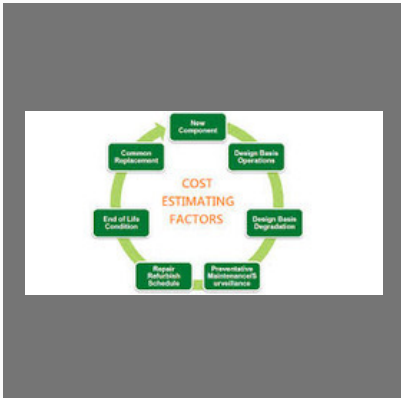 New
Component
Design Basis
Operations
Design Basis
Degradation
Preventative
Maintenance/S
urveillance
Repair
Refurbish
Schedule
End of Life
Condition
Common
Replacement
COST
ESTIMATING
FACTORS